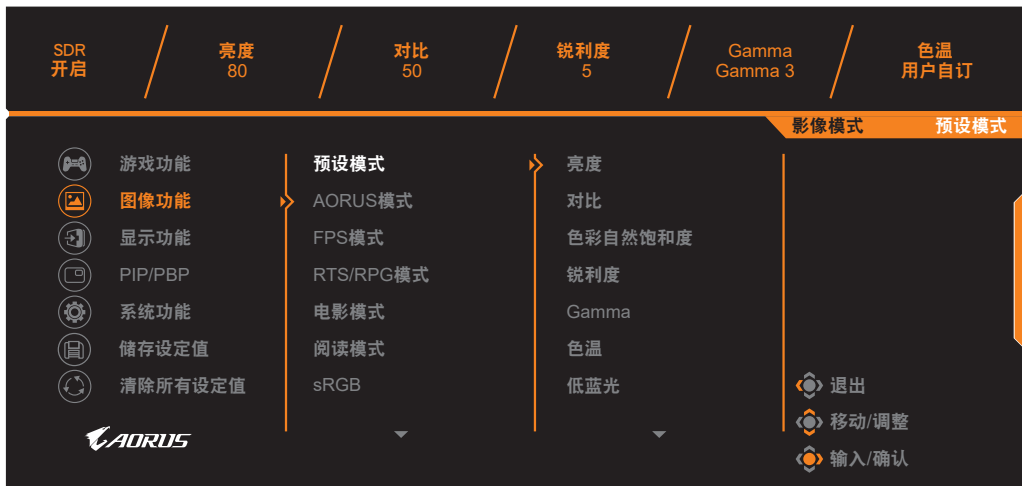 SDR 亮度 对比 锐利度 Gamma 色温
开启 80 50 5 Gamma 3 用户自订
影像模式 预设模式
游戏功能 预设模式 亮度
图像功能 AORUS模式 对比
显示功能 FPS模式 色彩自然饱和度
PIP/PBP RTS/RPG模式 锐利度
系统功能 电影模式 Gamma
储存设定值 阅读模式 色温
清除所有设定值 sRGB 低蓝光
退出
移动/调整
AORUS
输入/确认